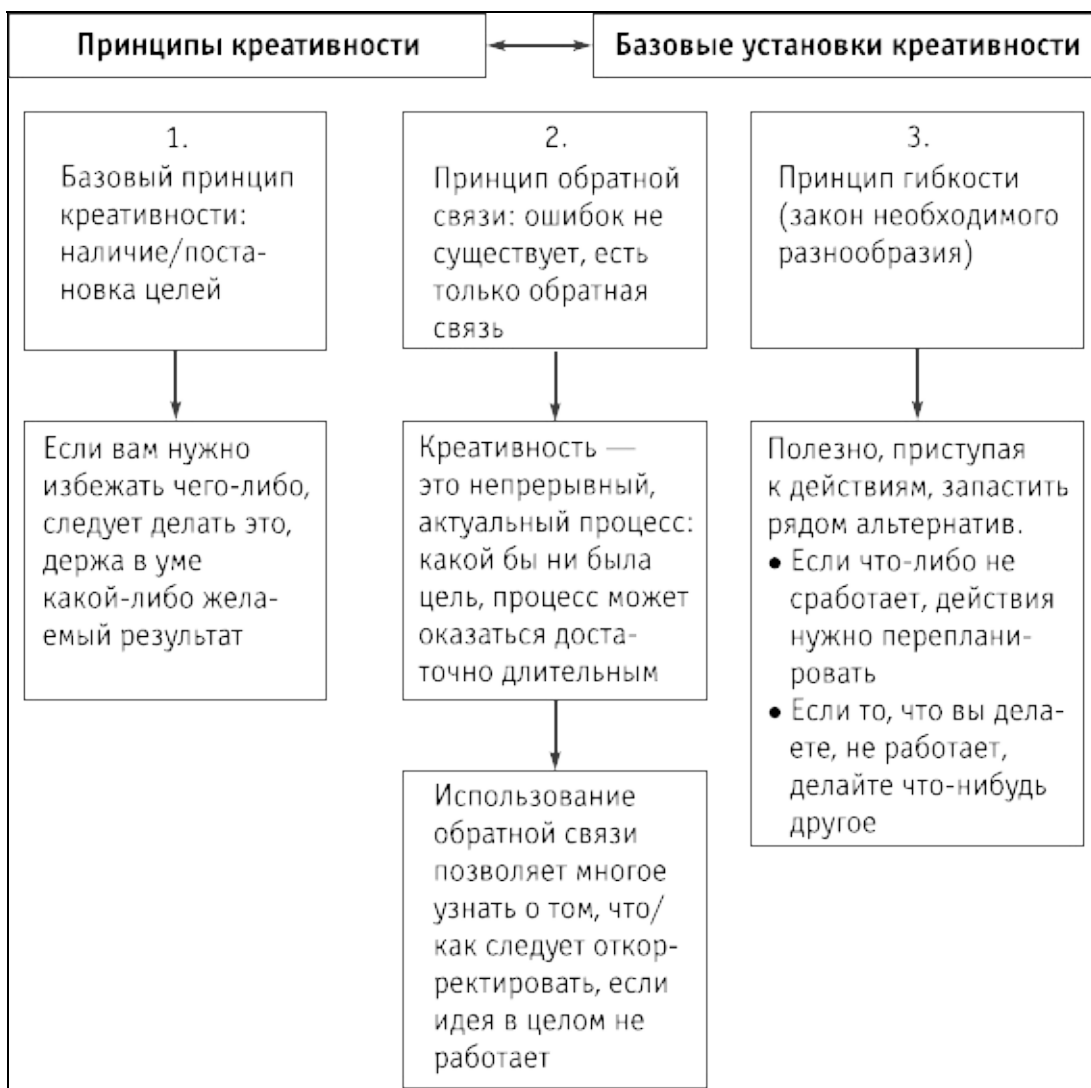 Принципы креативности
Базовые установки креативности
1.
Базовый принцип
креативности:
наличие/поста-
новка целей
Если вам нужно
избежать чего-либо,
следует делать это,
держа в уме
какой-либо жела-
емый результат
2.
Принцип обратной
связи: ошибок не
существует, есть
только обратная
связь
Креативность —
это непрерывный,
актуальный процесс:
какой бы ни была
цель, процесс может
оказаться доста-
точно длительным
Использование
обратной связи
позволяет многое
узнать о том, что/
как следует откор-
ректировать, если
идея в целом не
работает
3.
Принцип гибкости
(закон необходимого
разнообразия)
Полезно, приступая
к действиям, запастить
рядом альтернатив.
• Если что-либо не
сработает, действия
нужно перепланиро-
ровать
• Если то, что вы дела-
ете, не работает,
делайте что-нибудь
другое